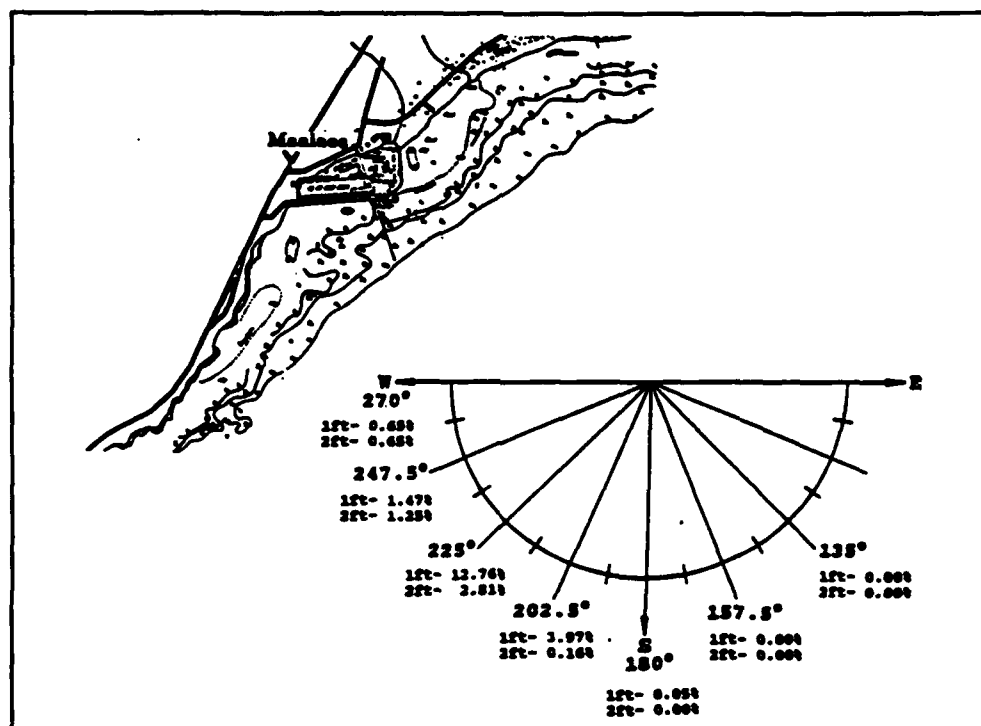 Maalaea
W
E
270°
1ft- 0.65%
2ft- 0.65%
247.5°
1ft- 1.47%
2ft- 1.25%
225°
1ft- 12.76%
2ft- 2.81%
202.5°
1ft- 3.97%
2ft- 0.16%
S
180°
1ft- 0.05%
2ft- 0.00%
157.5°
1ft- 0.00%
2ft- 0.00%
135°
1ft- 0.00%
2ft- 0.00%